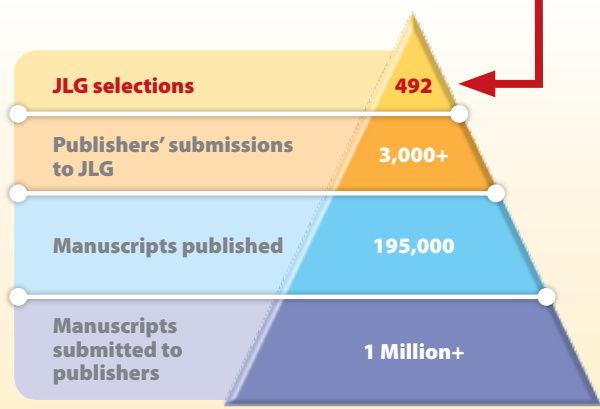 JLG selections
492
Publishers’ submissions
to JLG
3,000+
Manuscripts published
195,000
Manuscripts
submitted to
publishers
1 Million+